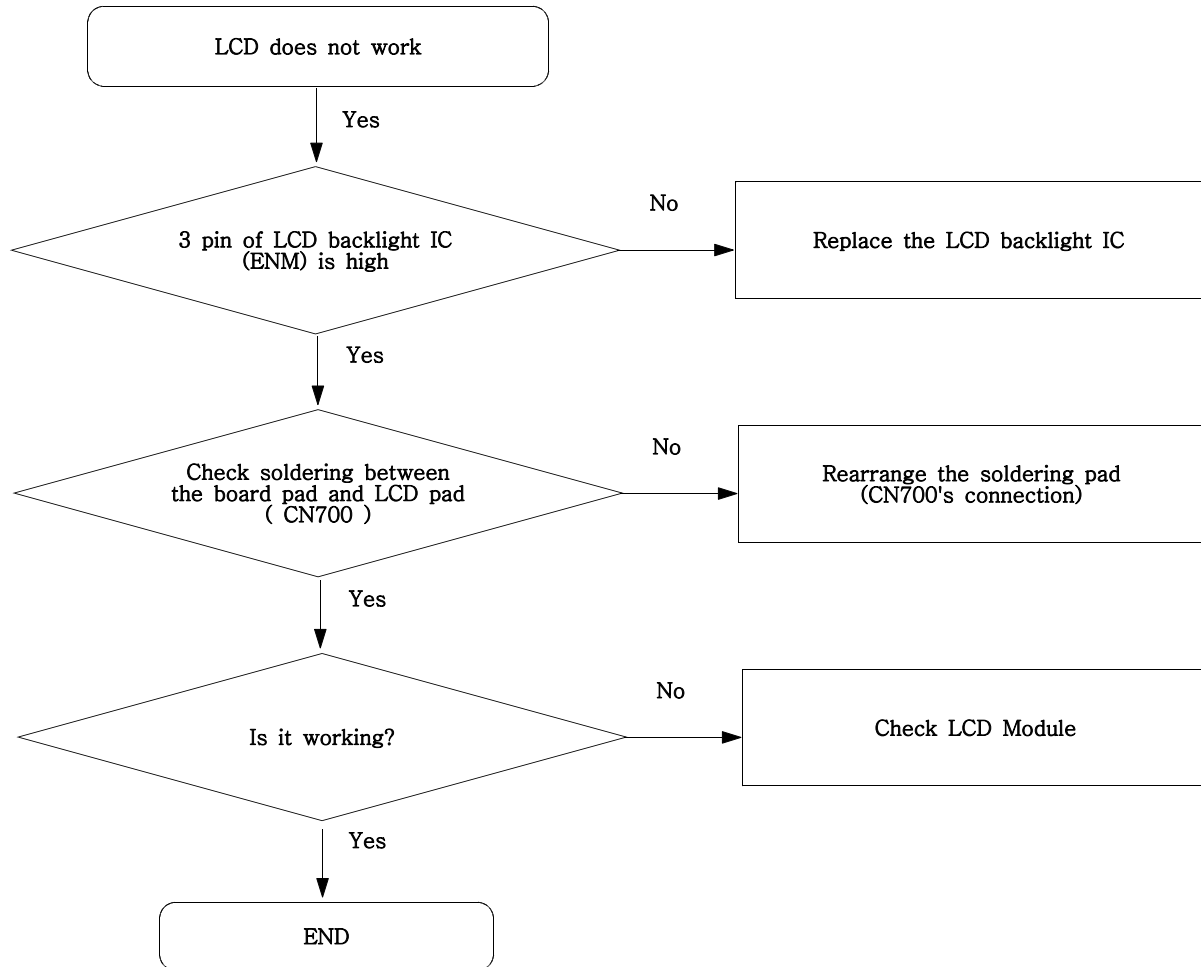 LCD does not work
Yes
3 pin of LCD backlight IC
(ENM) is high
No
Replace the LCD backlight IC
Yes
Check soldering between
the board pad and LCD pad
( CN700 )
No
Rearrange the soldering pad
(CN700's connection)
Yes
Is it working?
No
Check LCD Module
Yes
END